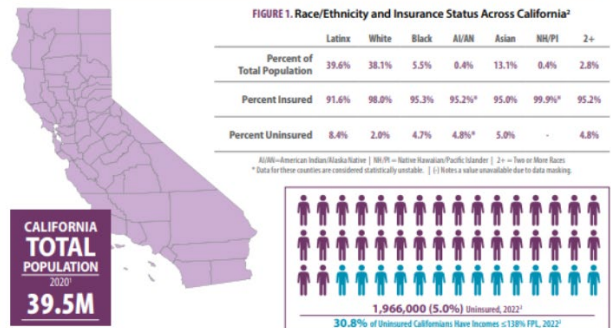 FIGURE 1. Race/Ethnicity and Insurance Status Across California²
Latinx White Black AI/AN Asian NH/PI 2+
Percent of
Total Population 39.6% 38.1% 5.5% 0.4% 13.1% 0.4% 2.8%
Percent Insured 91.6% 98.0% 95.3% 95.2%* 95.0% 99.9%* 95.2%
Percent Uninsured 8.4% 2.0% 4.7% 4.8%* 5.0% - 4.8%
AI/AN=American Indian/Alaska Native | NH/PI = Native Hawaiian/Pacific Islander | 2+ = Two or More Races
* Data for these counties are considered statistically unstable. | (-) Notes a value unavailable due to data masking.
CALIFORNIA
TOTAL
POPULATION
2020¹
39.5M
1,966,000 (5.0%) Uninsured, 2022²
30.8% of Uninsured Californians Have Incomes ≤138% FPL, 2022²